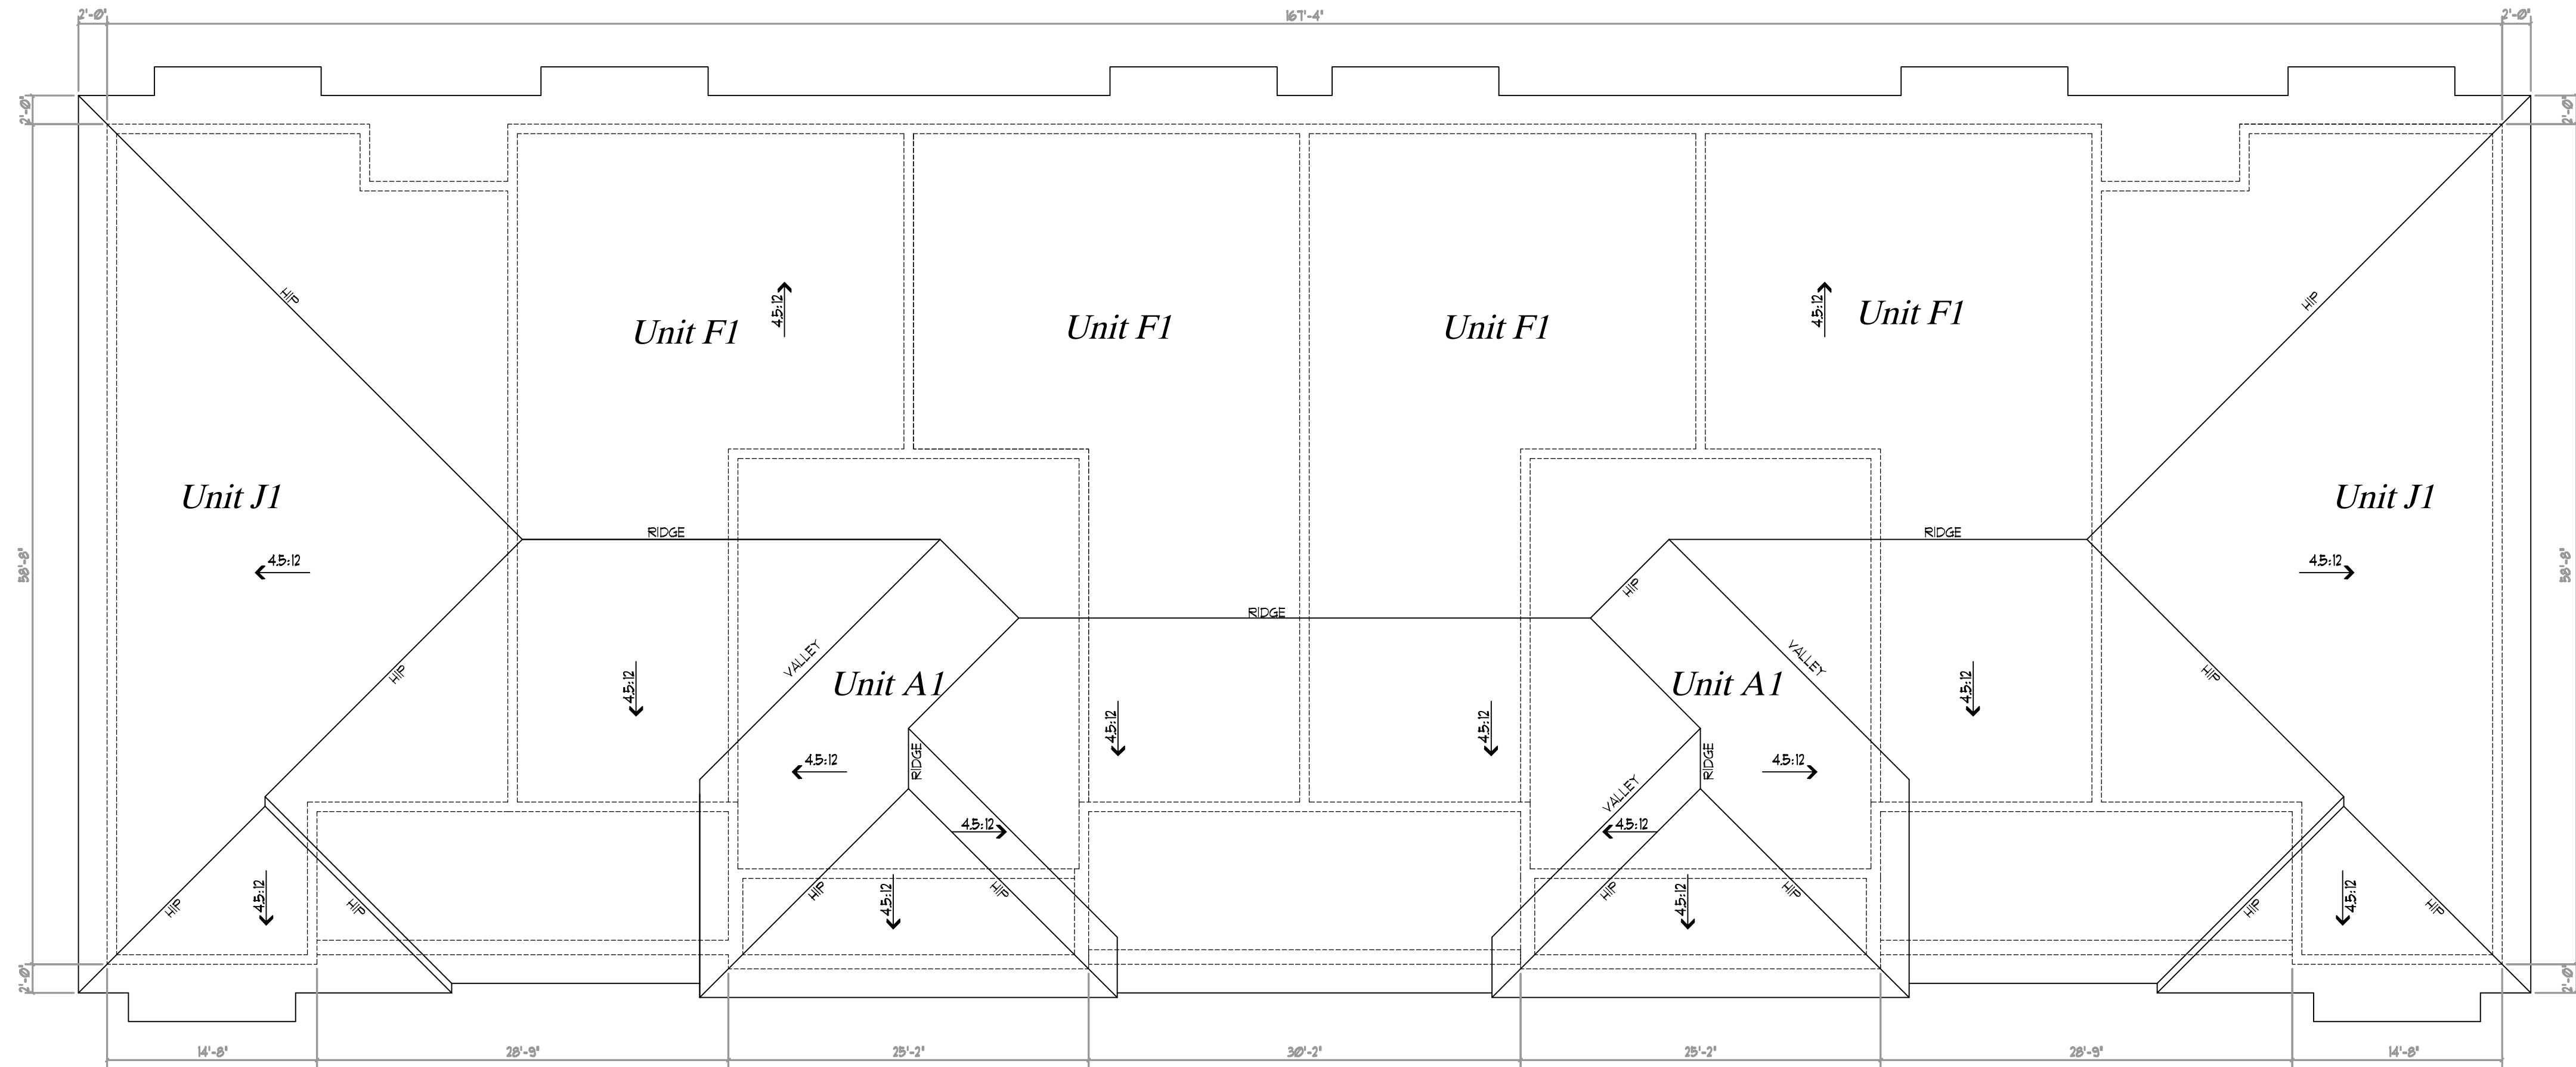 2'-0"
167'-4"
2'-0"
2'-0"
2'-0"
HIP
HIP
4.5:12
4.5:12
Unit F1
Unit F1
Unit F1
Unit F1
Unit J1
Unit J1
RIDGE
RIDGE
4.5:12
4.5:12
58'-8"
58'-8"
HIP
RIDGE
HIP
VALLEY
VALLEY
HIP
4.5:12
Unit A1
Unit A1
4.5:12
4.5:12
4.5:12
RIDGE
RIDGE
4.5:12
4.5:12
VALLEY
4.5:12
4.5:12
HIP
4.5:12
HIP
HIP
4.5:12
HIP
HIP
4.5:12
HIP
HIP
4.5:12
HIP
2'-0"
2'-0"
14'-8"
28'-9"
25'-2"
30'-2"
25'-2"
28'-9"
14'-8"